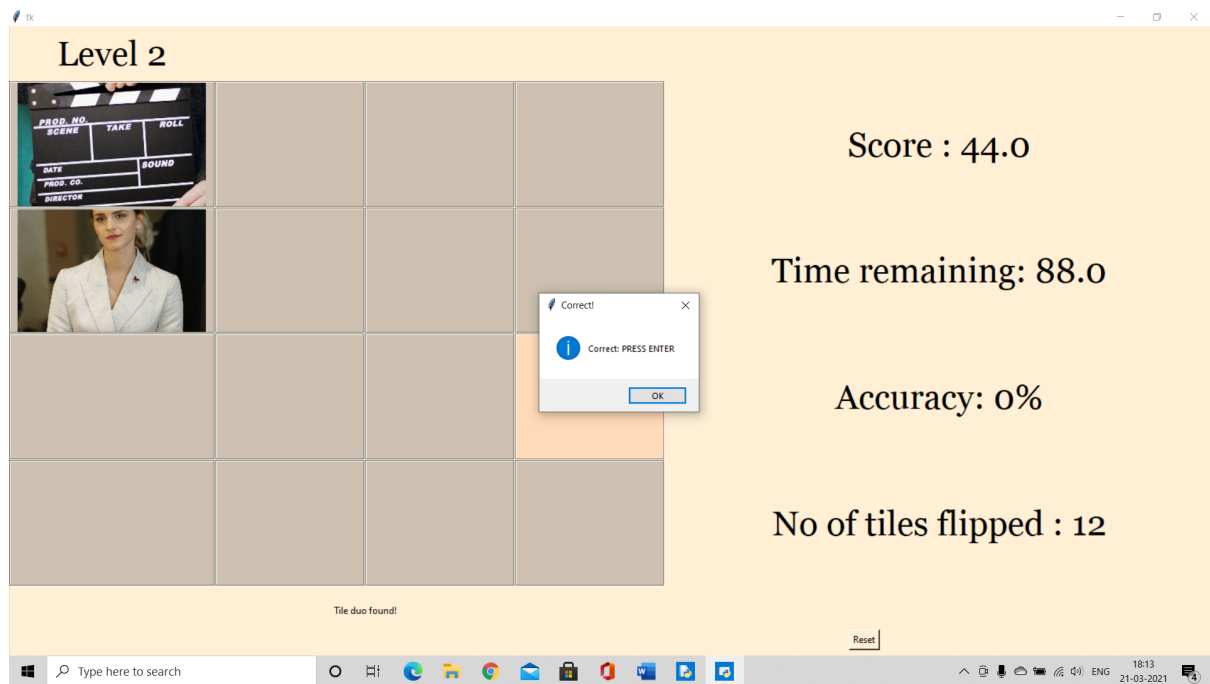 tk
Level 2
PROD. NO.
SCENE TAKE ROLL
DATE SOUND
PROD. CO.
DIRECTOR
Score : 44.0
Time remaining: 88.0
Correct!
Correct: PRESS ENTER
OK
Accuracy: 0%
No of tiles flipped : 12
Tile duo found!
Reset
Type here to search
ENG
18:13
21-03-2021
4